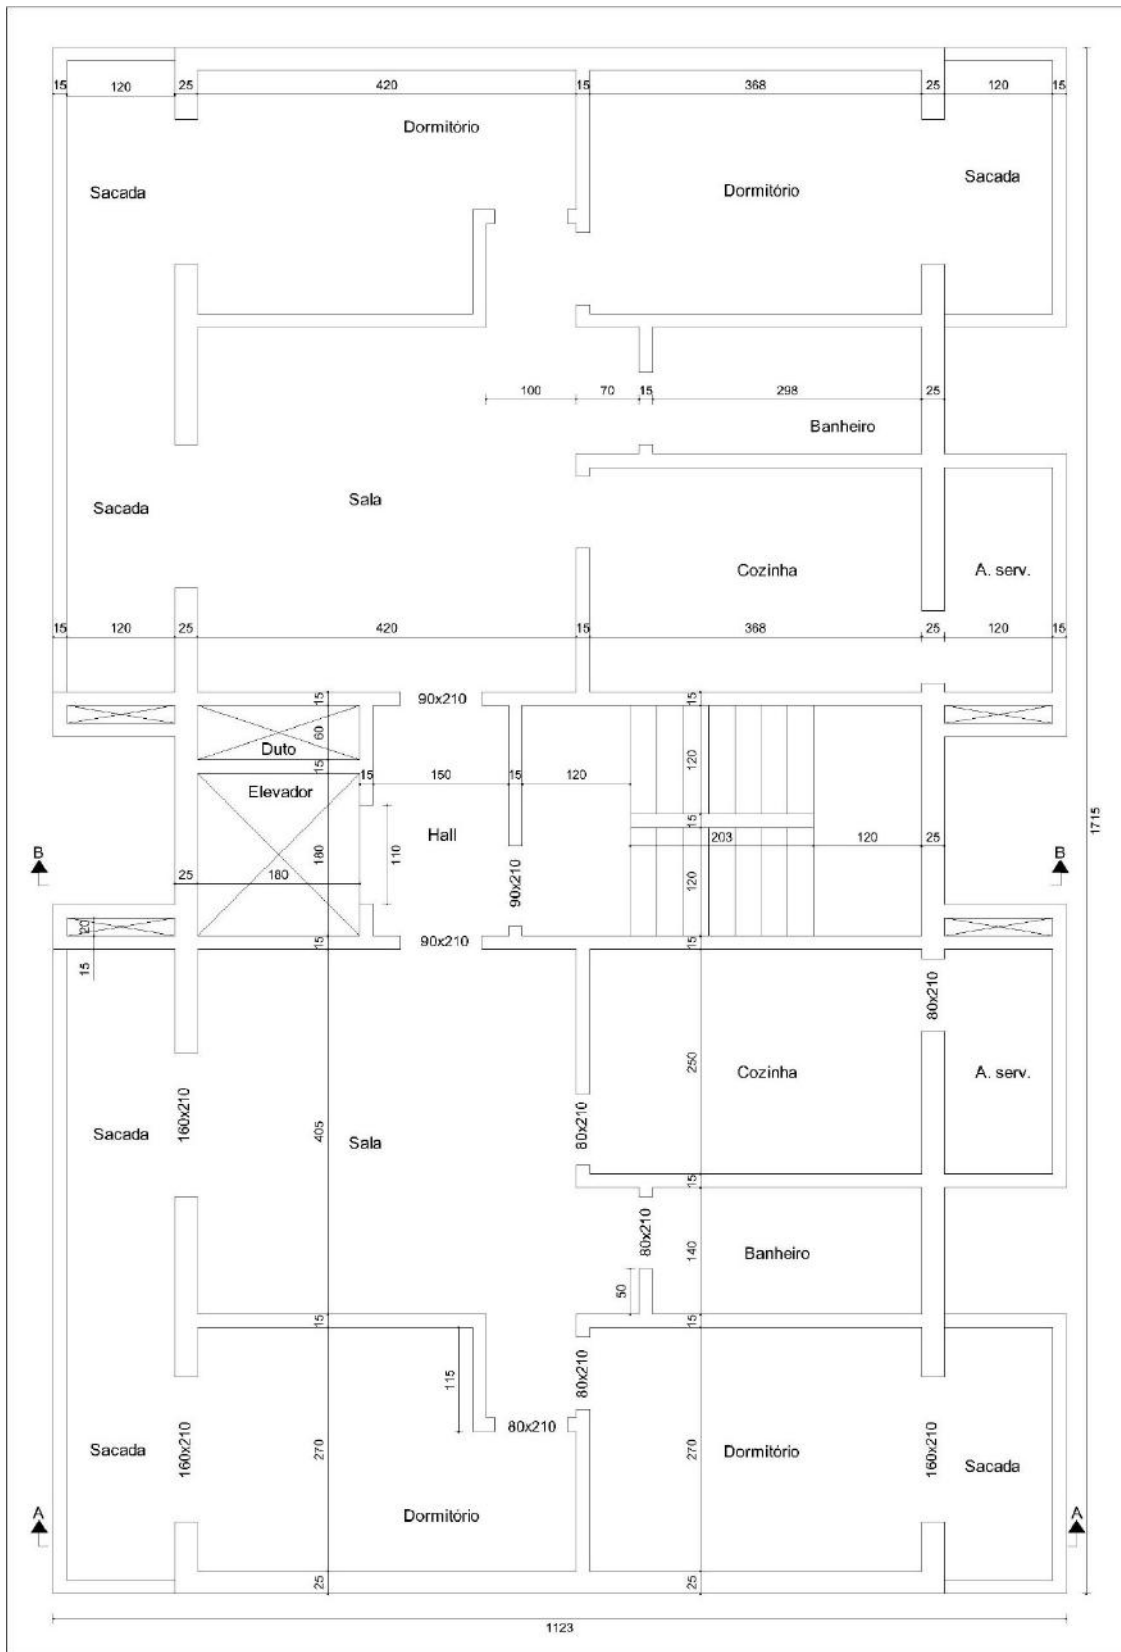 15 120 25 420 15 368 25 120 15
Dormitório
Sacada
Dormitório
Sacada
100 70 15 298 25
Banheiro
Sacada
Sala
Cozinha
A. serv.
15 120 25 420 15 368 25 120 15
90x210
15
15
60
Duto
120
15
15 150 15 120
Elevador
Hall
15
203 120 25
1715
B
B
180
110
25 180
90x210
120
20
90x210
15
15
15
80x210
250
Cozinha
A. serv.
160x210
80x210
405
Sacada
Sala
15
80x210
140
Banheiro
50
15
15
80x210
115
80x210
160x210
270
270
160x210
Sacada
Dormitório
Sacada
A
A
Dormitório
25
25
1123